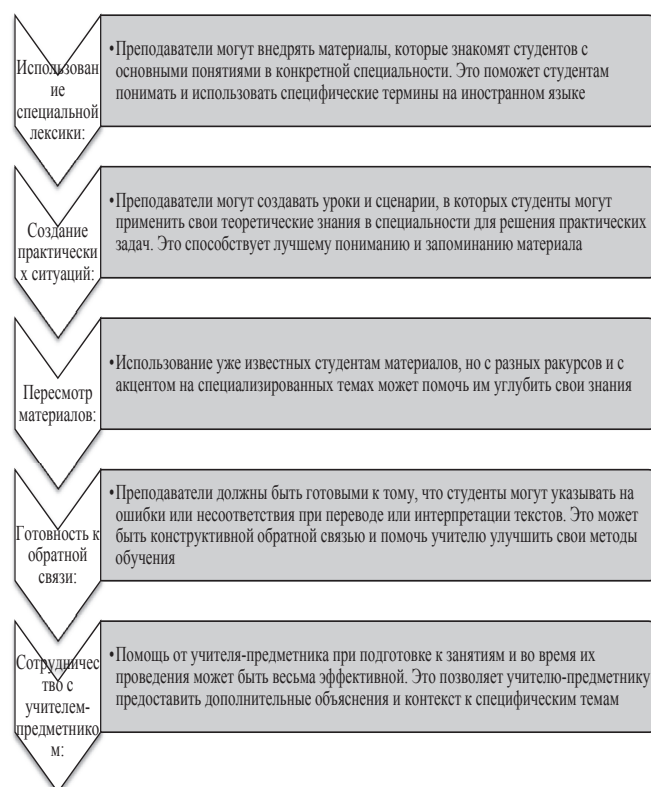 Использован
ие
специальной
лексики:
•Преподаватели могут внедрять материалы, которые знакомят студентов с
основными понятиями в конкретной специальности. Это поможет студентам
понимать и использовать специфические термины на иностранном языке
Создание
практически
х ситуаций:
•Преподаватели могут создавать уроки и сценарии, в которых студенты могут
применить свои теоретические знания в специальности для решения практических
задач. Это способствует лучшему пониманию и запоминанию материала
Пересмотр
материалов:
•Использование уже известных студентам материалов, но с разных ракурсов и с
акцентом на специализированных темах может помочь им углубить свои знания
Готовность к
обратной
связи:
•Преподаватели должны быть готовыми к тому, что студенты могут указывать на
ошибки или несоответствия при переводе или интерпретации текстов. Это может
быть конструктивной обратной связью и помочь учителю улучшить свои методы
обучения
Сотрудничес
тво с
учителем-
предметнико
м:
•Помощь от учителя-предметника при подготовке к занятиям и во время их
проведения может быть весьма эффективной. Это позволяет учителю-предметнику
предоставить дополнительные объяснения и контекст к специфическим темам